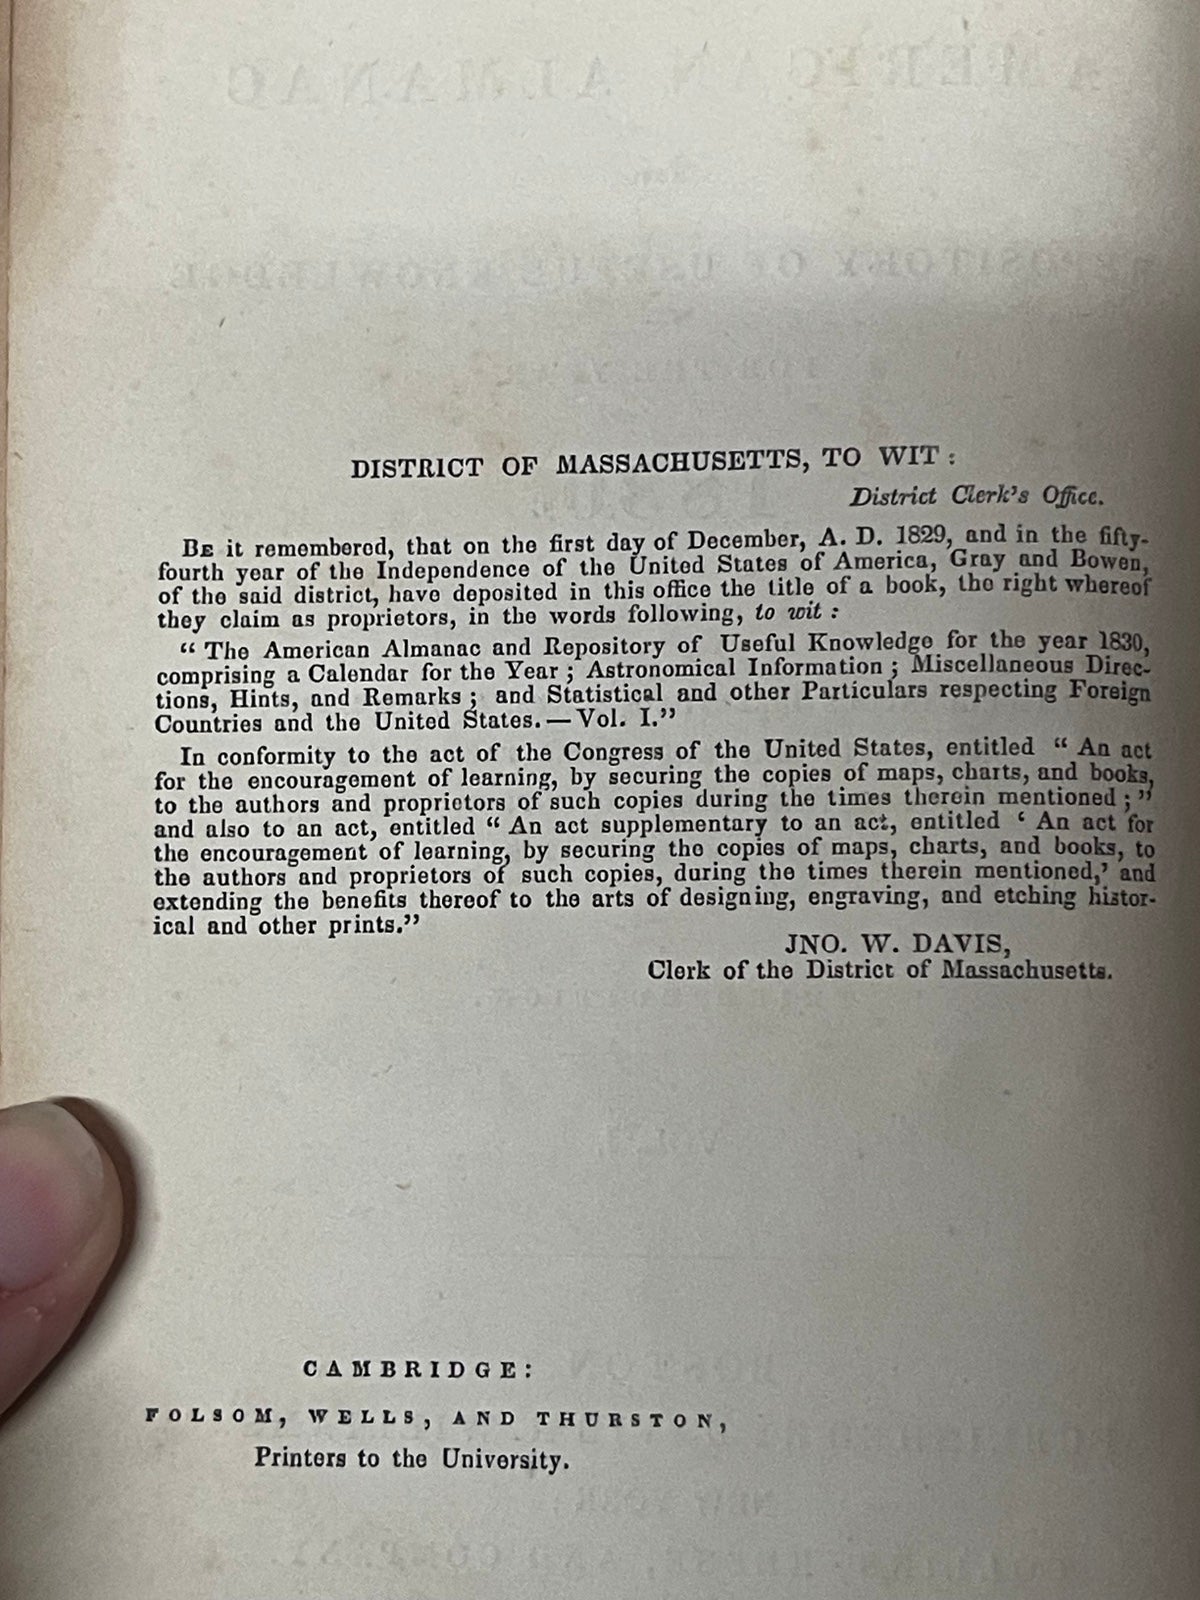 DISTRICT OF MASSACHUSETTS, TO WIT:
District Clerk's Office.
BE it remembered, that on the first day of December, A. D. 1829, and in the fifty-
fourth year of the Independence of the United States of America, Gray and Bowen,
of the said district, have deposited in this office the title of a book, the right whereof
they claim as proprietors, in the words following, to wit:
"The American Almanac and Repository of Useful Knowledge for the year 1830,
comprising a Calendar for the Year; Astronomical Information; Miscellaneous Direc-
tions, Hints, and Remarks; and Statistical and other Particulars respecting Foreign
Countries and the United States.—Vol. I."
In conformity to the act of the Congress of the United States, entitled "An act
for the encouragement of learning, by securing the copies of maps, charts, and books,
to the authors and proprietors of such copies during the times therein mentioned;"
and also to an act, entitled "An act supplementary to an act, entitled 'An act for
the encouragement of learning, by securing the copies of maps, charts, and books, to
the authors and proprietors of such copies, during the times therein mentioned,' and
extending the benefits thereof to the arts of designing, engraving, and etching histor-
ical and other prints."
JNO. W. DAVIS,
Clerk of the District of Massachusetts.
CAMBRIDGE:
FOLSOM, WELLS, AND THURSTON,
Printers to the University.